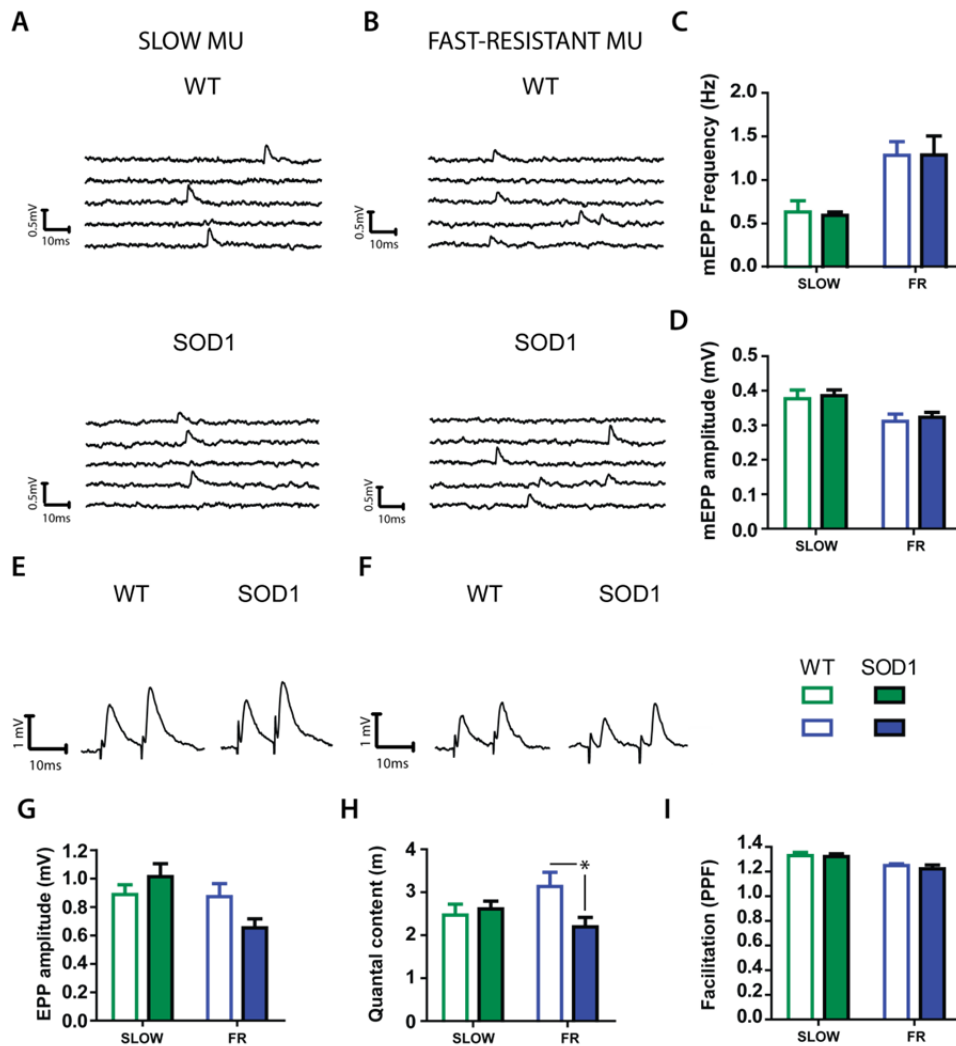 A
SLOW MU
WT
0.5mV
10ms
SOD1
0.5mV
10ms
B
FAST-RESISTANT MU
WT
0.5mV
10ms
SOD1
0.5mV
10ms
C
mEPP Frequency (Hz)
2.0
1.5
1.0
0.5
0.0
SLOW FR
D
mEPP amplitude (mV)
0.5
0.4
0.3
0.2
0.1
0.0
SLOW FR
E
WT SOD1
1 mV
10ms
F
WT SOD1
1 mV
10ms
WT SOD1
G
EPP amplitude (mV)
1.2
1.0
0.8
0.6
0.4
0.2
0.0
SLOW FR
H
Quantal content (m)
4
3
2
1
0
*
SLOW FR
I
Facilitation (PPF)
1.4
1.2
1.2
0.8
0.6
0.4
0.2
0.0
SLOW FR